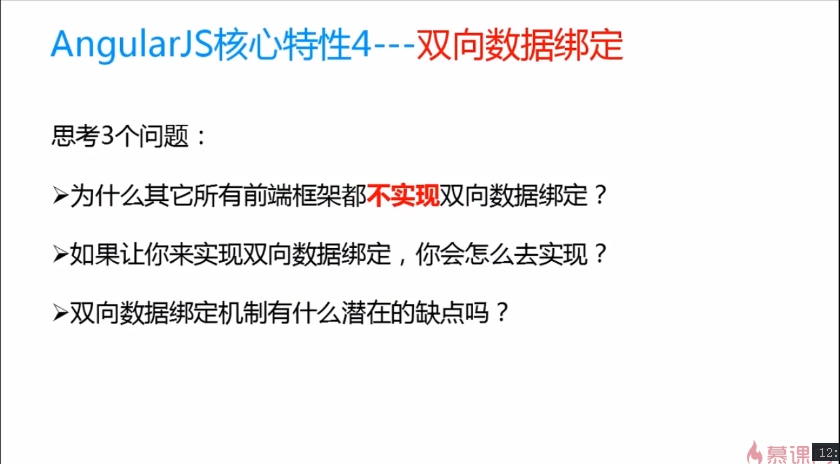 AngularJS核心特性4---双向数据绑定
思考3个问题：
➢为什么其它所有前端框架都不实现双向数据绑定？
➢如果让你来实现双向数据绑定，你会怎么去实现？
➢双向数据绑定机制有什么潜在的缺点吗？
慕课
12: